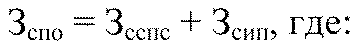 Зспо = Зсспс + Зсип, где: